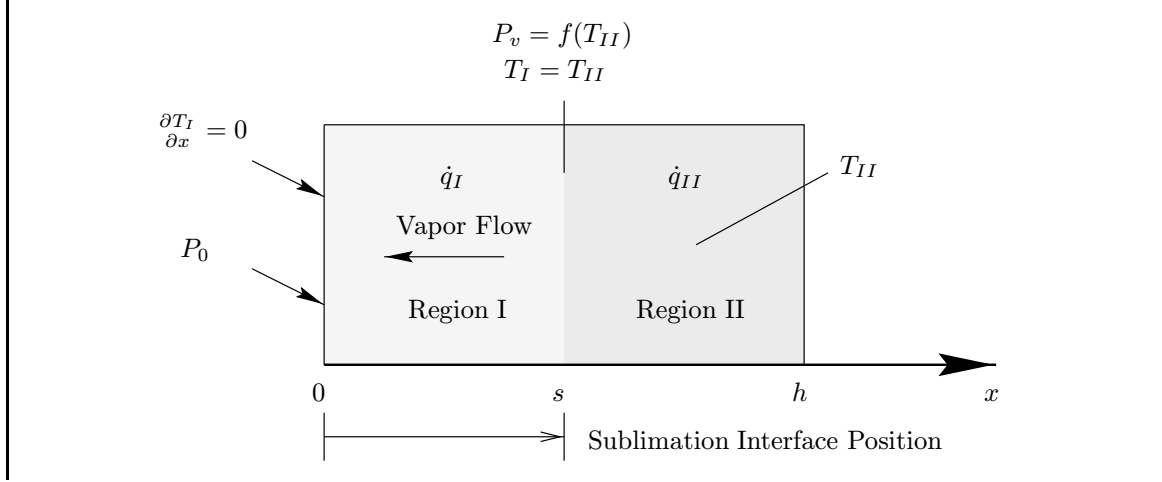 P_v = f(T_{II})
T_I = T_{II}
∂T_I/∂x = 0
q̇_I
q̇_{II}
T_{II}
Vapor Flow
P_0
Region I
Region II
0
s
h
x
Sublimation Interface Position